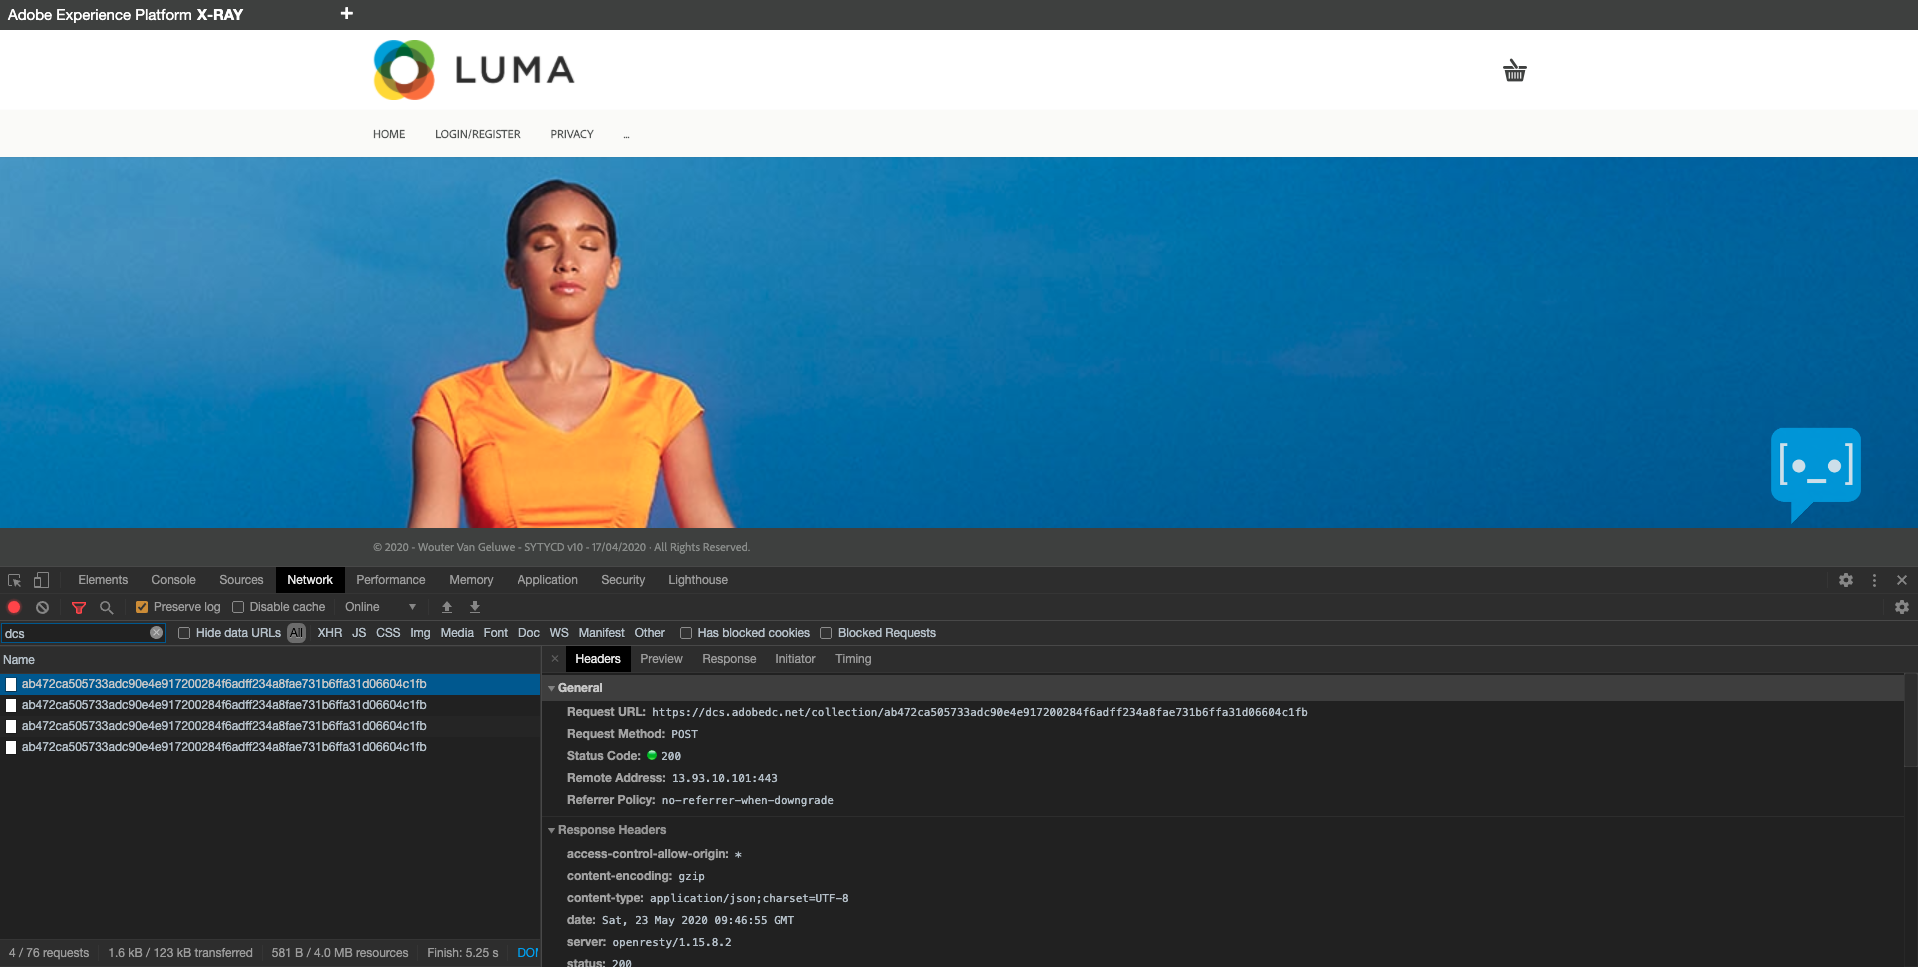 Adobe Experience Platform X-RAY
LUMA
HOME LOGIN/REGISTER PRIVACY ...
© 2020 - Wouter Van Geluwe - SYTYCD v10 - 17/04/2020 · All Rights Reserved.
Elements Console Sources Network Performance Memory Application Security Lighthouse
Preserve log Disable cache Online
dcs Hide data URLs All XHR JS CSS Img Media Font Doc WS Manifest Other Has blocked cookies Blocked Requests
Name
ab472ca505733adc90e4e917200284f6adff234a8fae731b6ffa31d06604c1fb
ab472ca505733adc90e4e917200284f6adff234a8fae731b6ffa31d06604c1fb
ab472ca505733adc90e4e917200284f6adff234a8fae731b6ffa31d06604c1fb
ab472ca505733adc90e4e917200284f6adff234a8fae731b6ffa31d06604c1fb
Headers Preview Response Initiator Timing
General
Request URL: https://dcs.adobedc.net/collection/ab472ca505733adc90e4e917200284f6adff234a8fae731b6ffa31d06604c1fb
Request Method: POST
Status Code: 200
Remote Address: 13.93.10.101:443
Referrer Policy: no-referrer-when-downgrade
Response Headers
access-control-allow-origin: *
content-encoding: gzip
content-type: application/json;charset=UTF-8
date: Sat, 23 May 2020 09:46:55 GMT
server: openresty/1.15.8.2
status: 200
4 / 76 requests 1.6 kB / 123 kB transferred 581 B / 4.0 MB resources Finish: 5.25 s